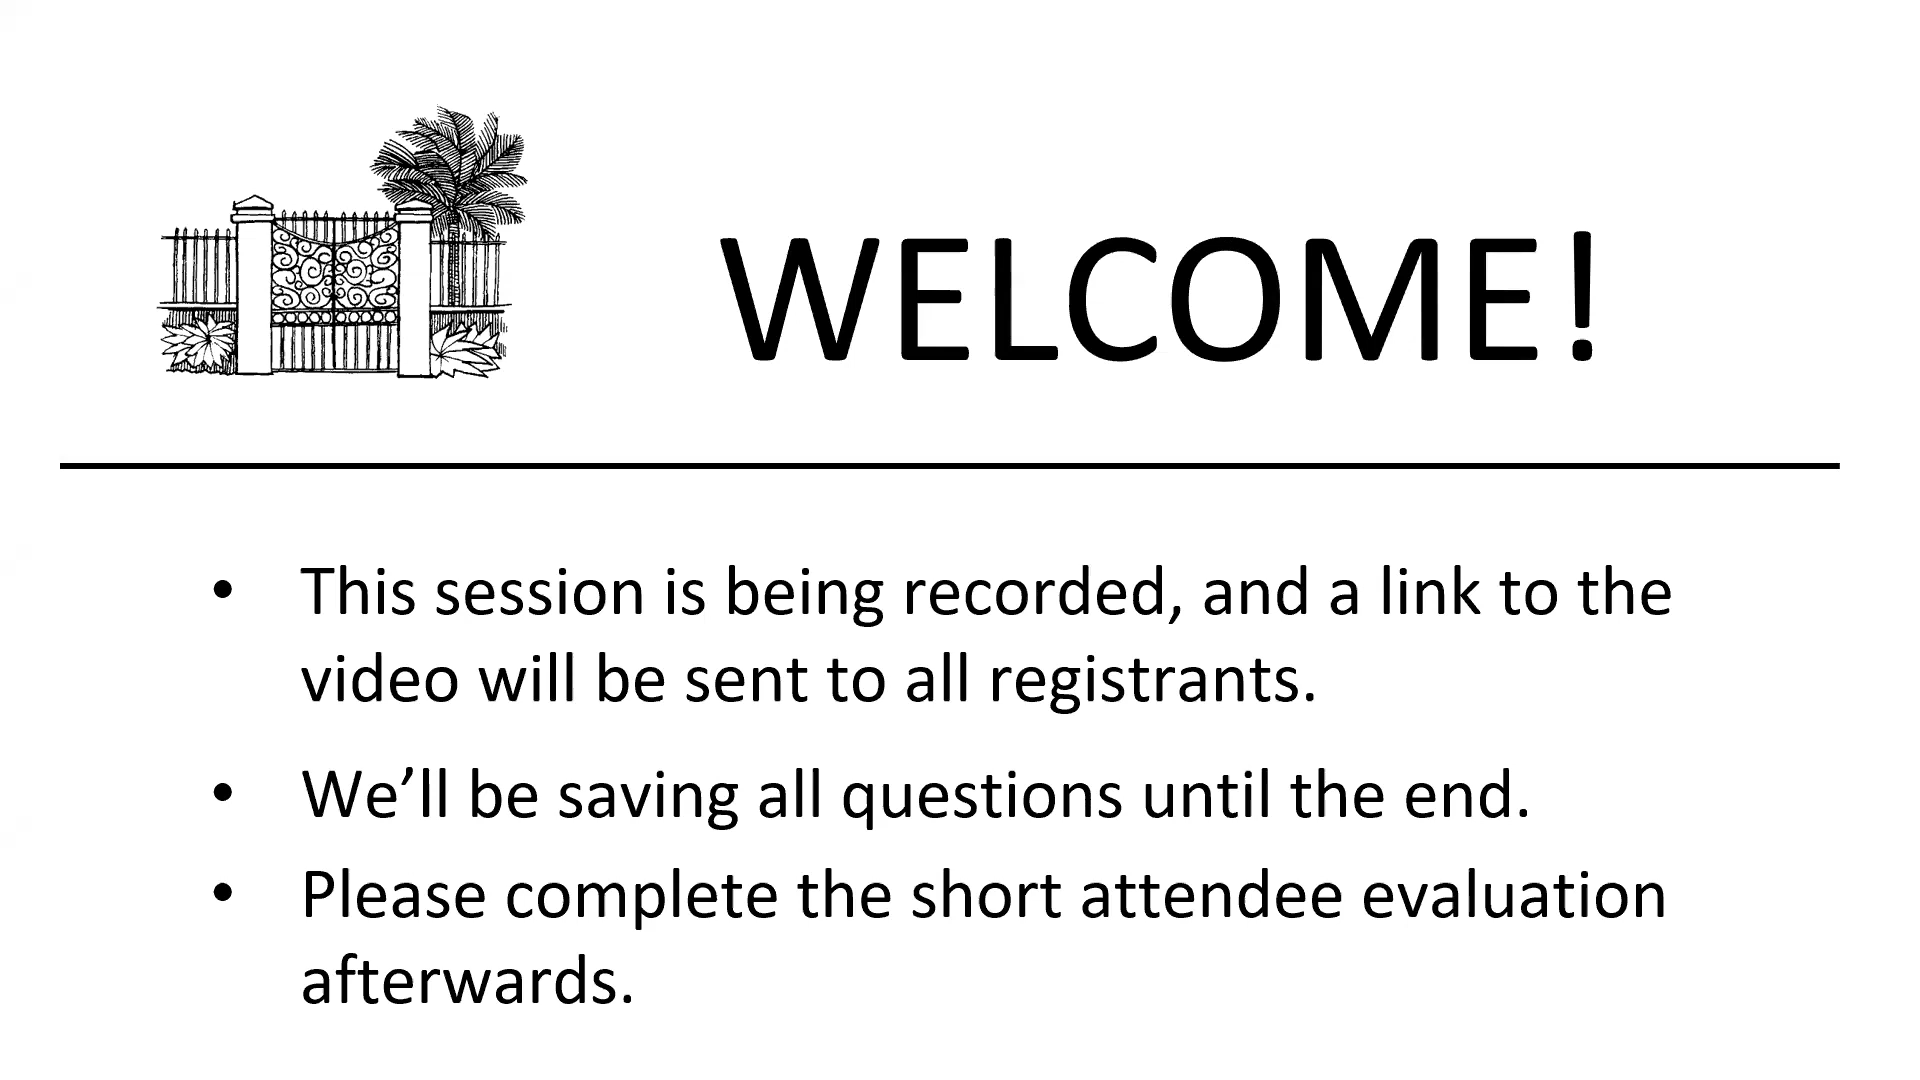 WELCOME!
• This session is being recorded, and a link to the
video will be sent to all registrants.
• We’ll be saving all questions until the end.
• Please complete the short attendee evaluation
afterwards.